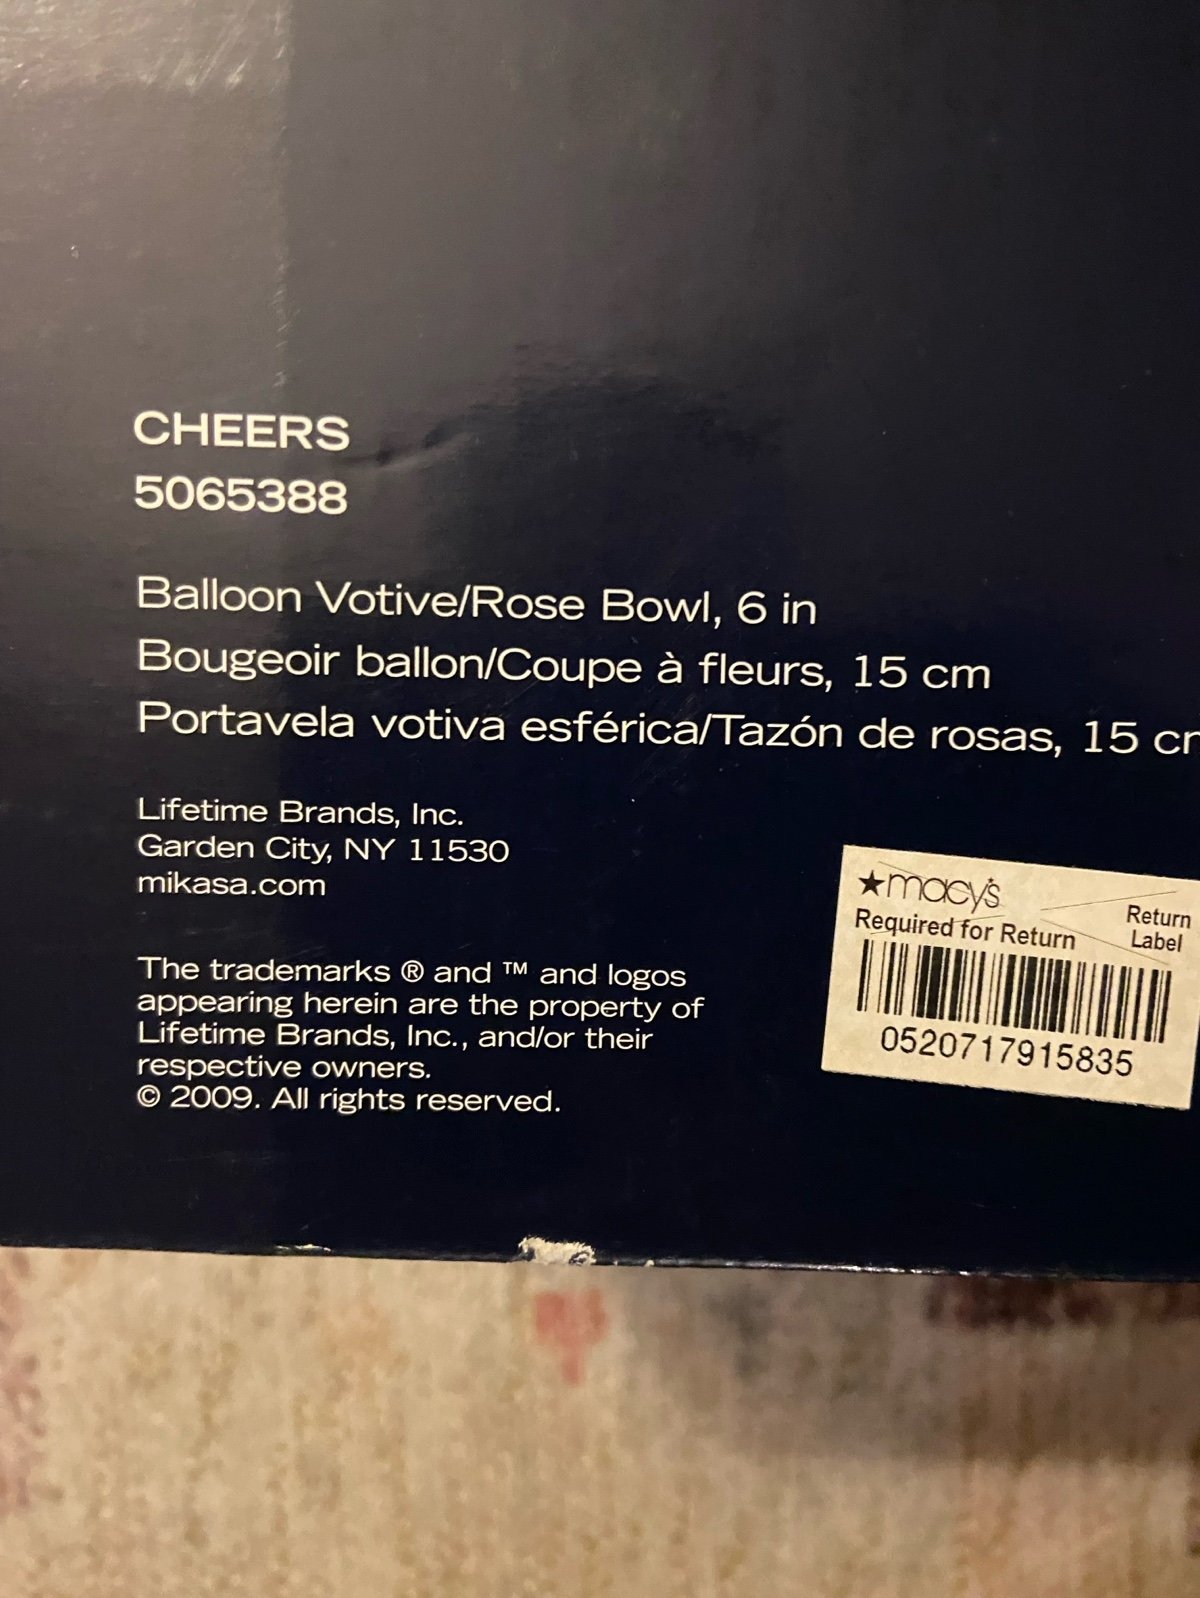 CHEERS
5065388
Balloon Votive/Rose Bowl, 6 in
Bougeoir ballon/Coupe à fleurs, 15 cm
Portavela votiva esférica/Tazón de rosas, 15 c
Lifetime Brands, Inc.
Garden City, NY 11530
mikasa.com
The trademarks ® and ™ and logos
appearing herein are the property of
Lifetime Brands, Inc., and/or their
respective owners.
© 2009. All rights reserved.
★macy's
Required for Return
Return
Label
0520717915835